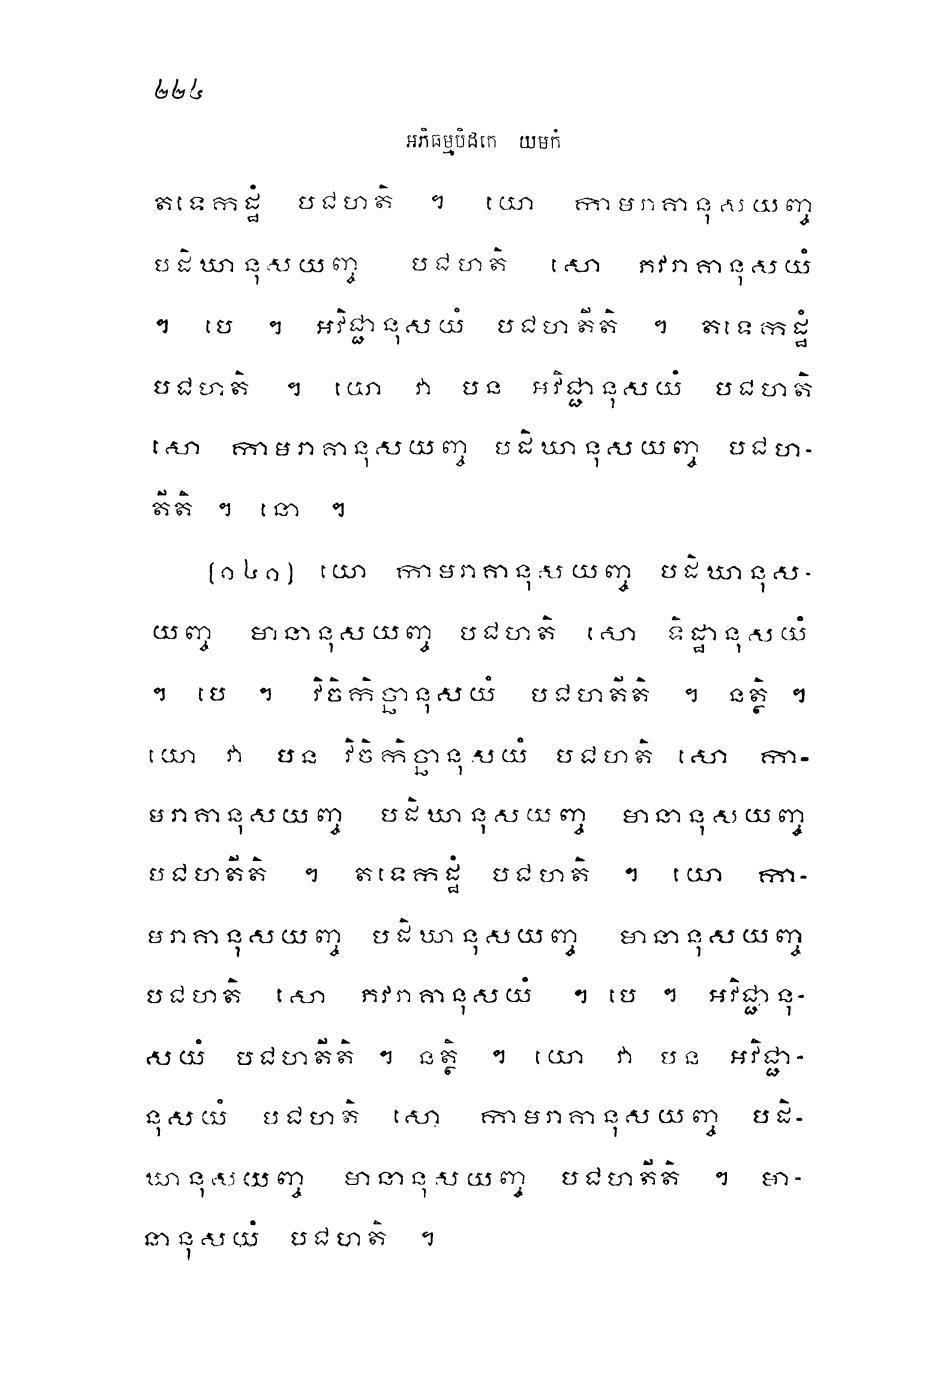 ២២៤
អភិធម្មបិដកេ យមកំ
តទេកដ្ឋំ បជហតិ ។ យោ កាមរាគានុសយញ្ច
បដិឃានុសយញ្ច បជហតិ សោ ភវរាគានុសយំ
។ បេ ។ អវិជ្ជានុសយំ បជហតីតិ ។ តទេកដ្ឋំ
បជហតិ ។ យោ វា បន អវិជ្ជានុសយំ បជហតិ
សោ កាមរាគានុសយញ្ច បដិឃានុសយញ្ច បជហ-
តីតិ ។ នោ ។
(១៤១) យោ កាមរាគានុសយញ្ច បដិឃានុស-
យញ្ច មានានុសយញ្ច បជហតិ សោ ទិដ្ឋានុសយំ
។ បេ ។ វិចិកិច្ឆានុសយំ បជហតីតិ ។ នត្ថិ ។
យោ វា បន វិចិកិច្ឆានុសយំ បជហតិ សោ កា-
មរាគានុសយញ្ច បដិឃានុសយញ្ច មានានុសយញ្ច
បជហតីតិ ។ តទេកដ្ឋំ បជហតិ ។ យោ កា-
មរាគានុសយញ្ច បដិឃានុសយញ្ច មានានុសយញ្ច
បជហតិ សោ ភវរាគានុសយំ ។ បេ ។ អវិជ្ជានុ-
សយំ បជហតីតិ ។ នត្ថិ ។ យោ វា បន អវិជ្ជា-
នុសយំ បជហតិ សោ កាមរាគានុសយញ្ច បដិ-
ឃានុសយញ្ច មានានុសយញ្ច បជហតីតិ ។ មា-
នានុសយំ បជហតិ ។